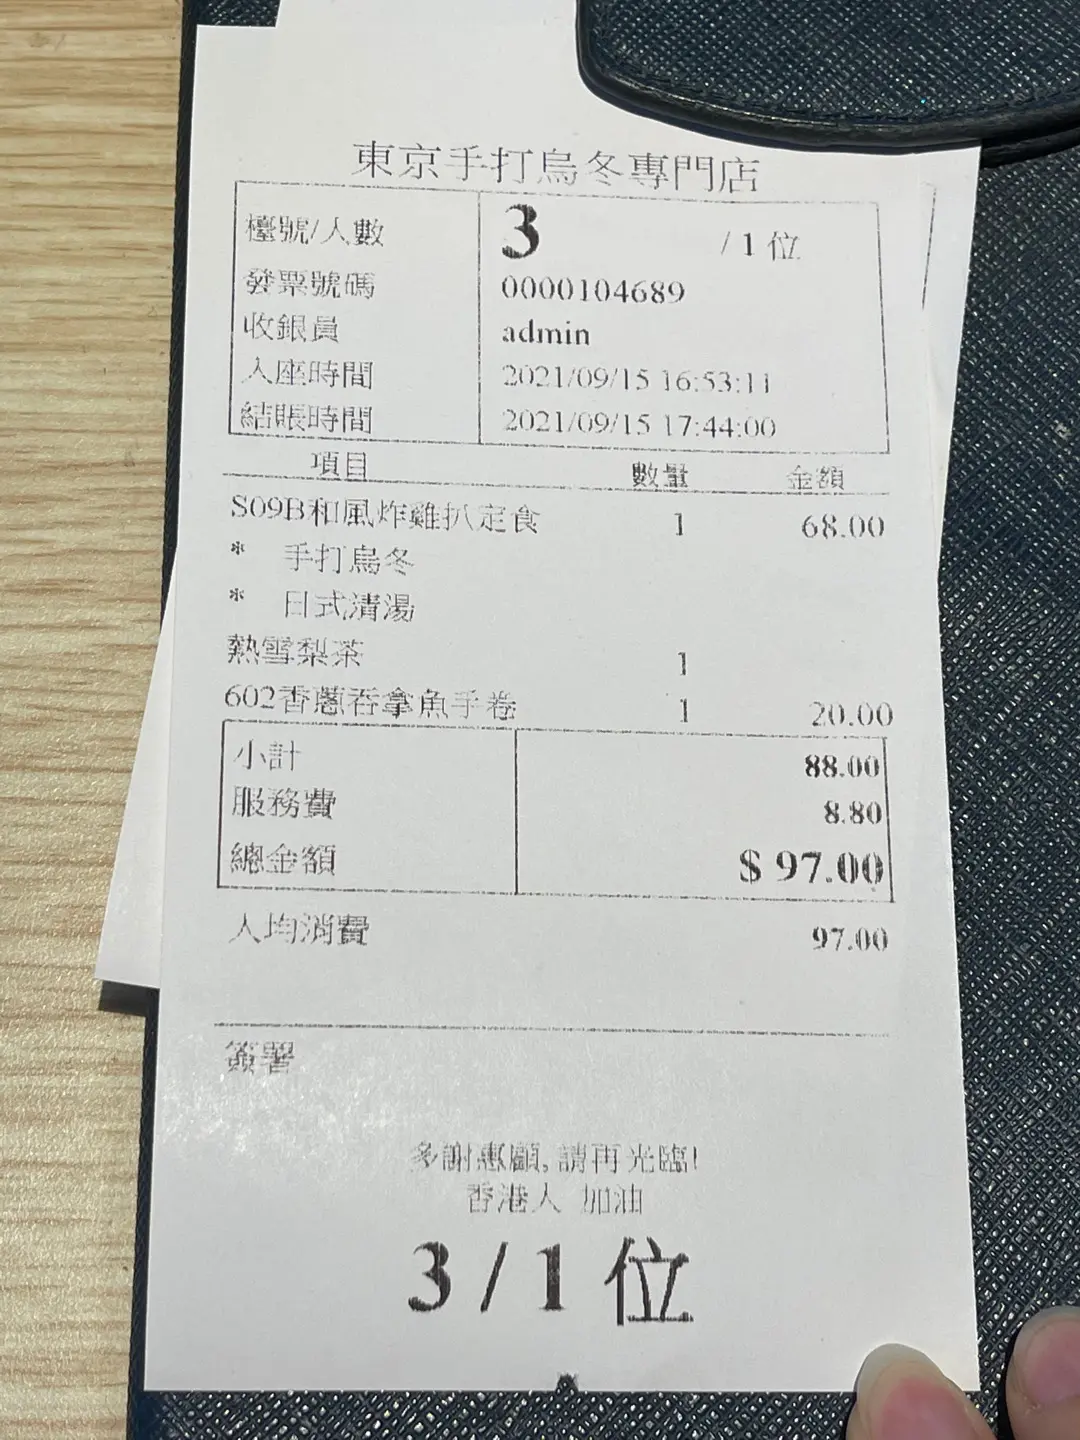 東京手打烏冬專門店
檯號/人數 3 / 1 位
發票號碼 0000104689
收銀員 admin
入座時間 2021/09/15 16:53:11
結賬時間 2021/09/15 17:44:00
項目 數量 金額
S09B和風炸雞扒定食 1 68.00
* 手打烏冬
* 日式清湯
熱雪梨茶 1
602香蔥吞拿魚手卷 1 20.00
小計 88.00
服務費 8.80
總金額 $ 97.00
人均消費 97.00
簽署
多謝惠顧, 請再光臨!
香港人 加油
3 / 1 位